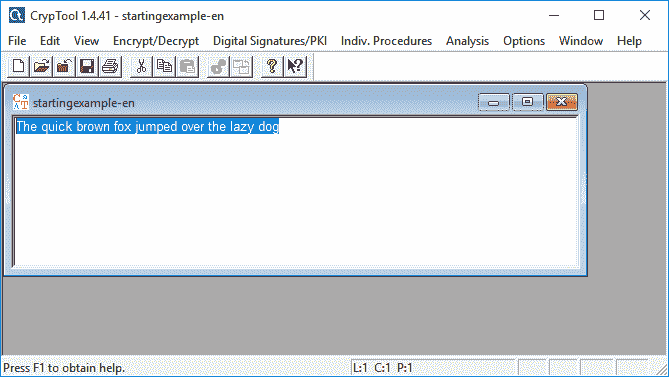 CrypTool 1.4.41 - startingexample-en
File Edit View Encrypt/Decrypt Digital Signatures/PKI Indiv. Procedures Analysis Options Window Help
startingexample-en
The quick brown fox jumped over the lazy dog
Press F1 to obtain help. L:1 C:1 P:1